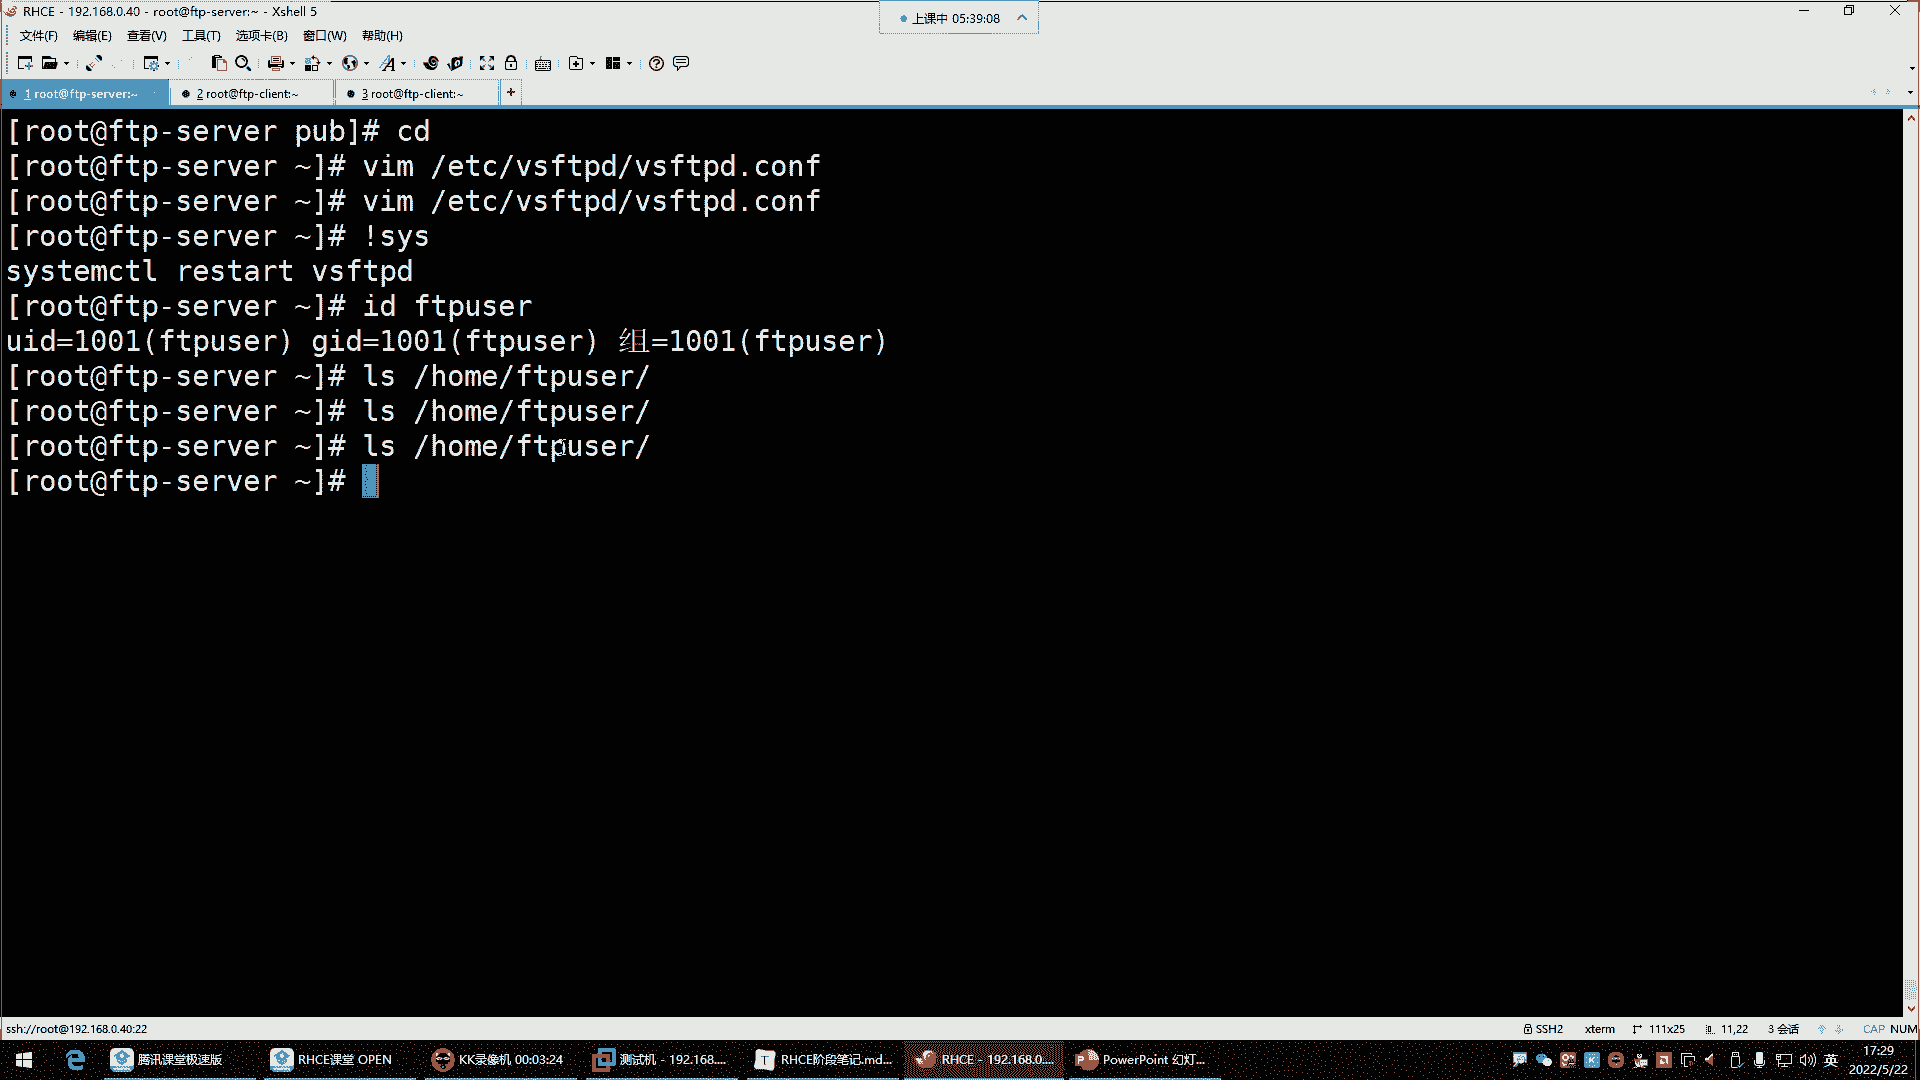 RHCE - 192.168.0.40 - root@ftp-server:~ - Xshell 5
上课中 05:39:08
文件(F) 编辑(E) 查看(V) 工具(T) 选项卡(B) 窗口(W) 帮助(H)
1 root@ftp-server:~ 2 root@ftp-client:~ 3 root@ftp-client:~ +
[root@ftp-server pub]# cd
[root@ftp-server ~]# vim /etc/vsftpd/vsftpd.conf
[root@ftp-server ~]# vim /etc/vsftpd/vsftpd.conf
[root@ftp-server ~]# !sys
systemctl restart vsftpd
[root@ftp-server ~]# id ftpuser
uid=1001(ftpuser) gid=1001(ftpuser) 组=1001(ftpuser)
[root@ftp-server ~]# ls /home/ftpuser/
[root@ftp-server ~]# ls /home/ftpuser/
[root@ftp-server ~]# ls /home/ftpuser/
[root@ftp-server ~]#
ssh://root@192.168.0.40:22 SSH2 xterm 111x25 11,22 3 会话 CAP NUM
腾讯课堂极速版 RHCE课堂 OPEN KK录像机 00:03:24 测试机 - 192.168.... RHCE阶段笔记.md... RHCE - 192.168.0.... PowerPoint 幻灯... 英 17:29
2022/5/22